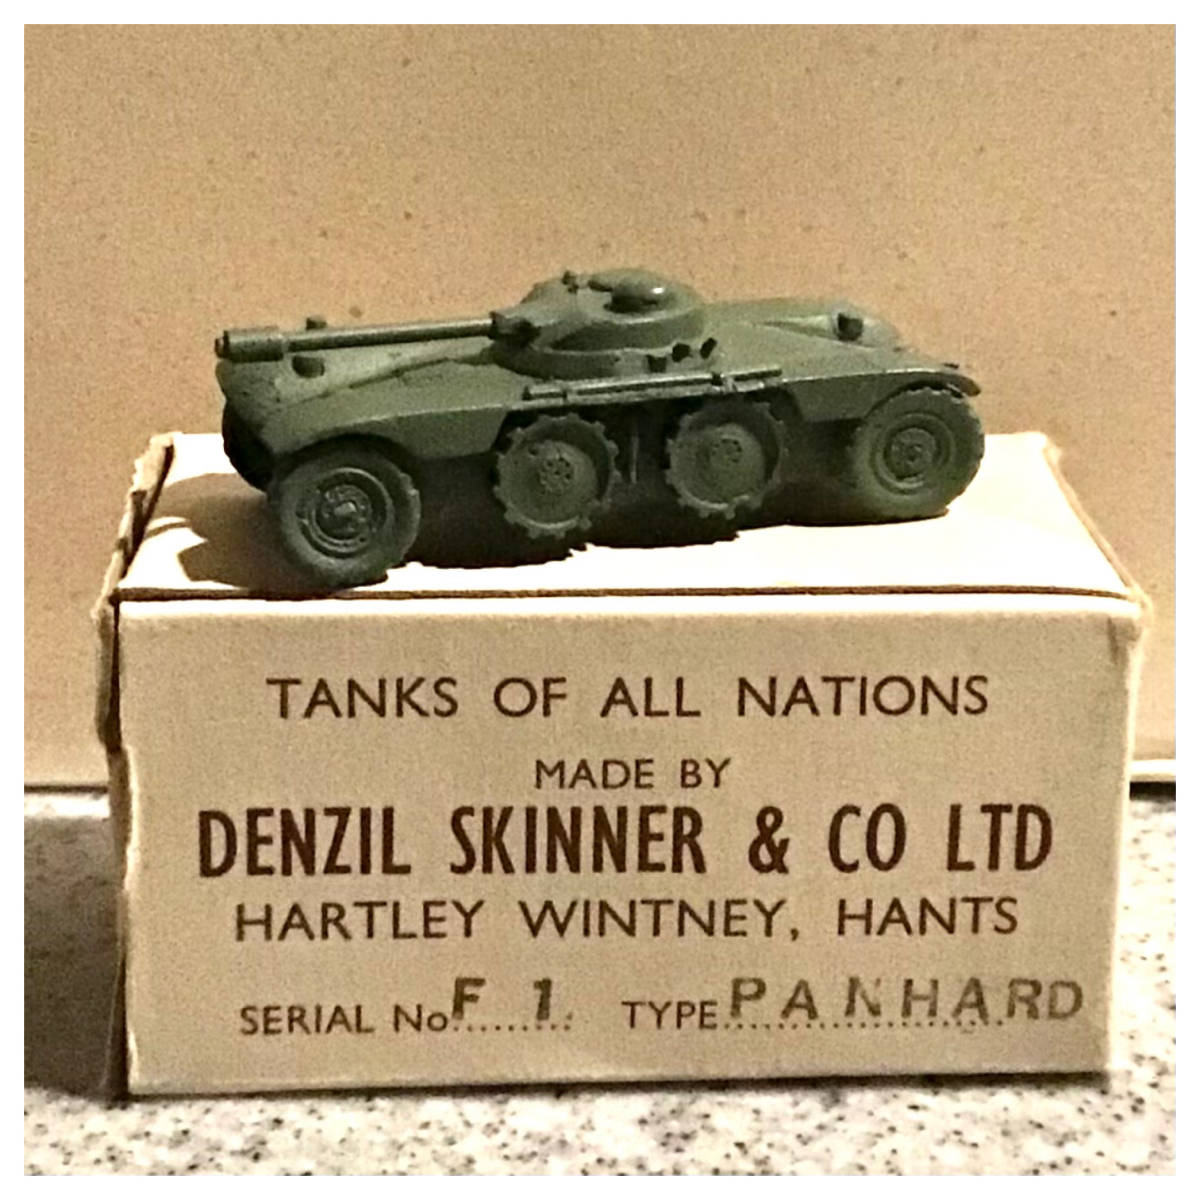 TANKS OF ALL NATIONS
MADE BY
DENZIL SKINNER & CO LTD
HARTLEY WINTNEY, HANTS
SERIAL No. F 1. TYPE PANHARD